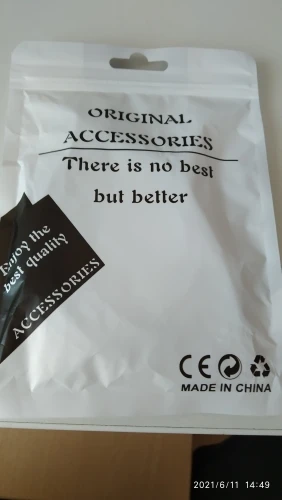 ORIGINAL
ACCESSORIES
There is no best
but better
Enjoy the
best quality
ACCESSORIES
CE
MADE IN CHINA
2021/6/11 14:49